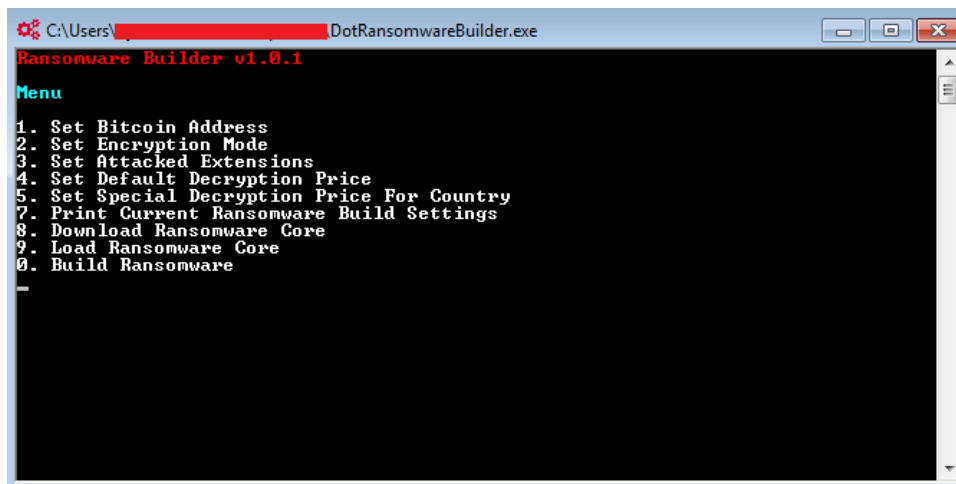 C:\Users\ \DotRansomwareBuilder.exe
Ransomware Builder v1.0.1
Menu
1. Set Bitcoin Address
2. Set Encryption Mode
3. Set Attacked Extensions
4. Set Default Decryption Price
5. Set Special Decryption Price For Country
7. Print Current Ransomware Build Settings
8. Download Ransomware Core
9. Load Ransomware Core
0. Build Ransomware